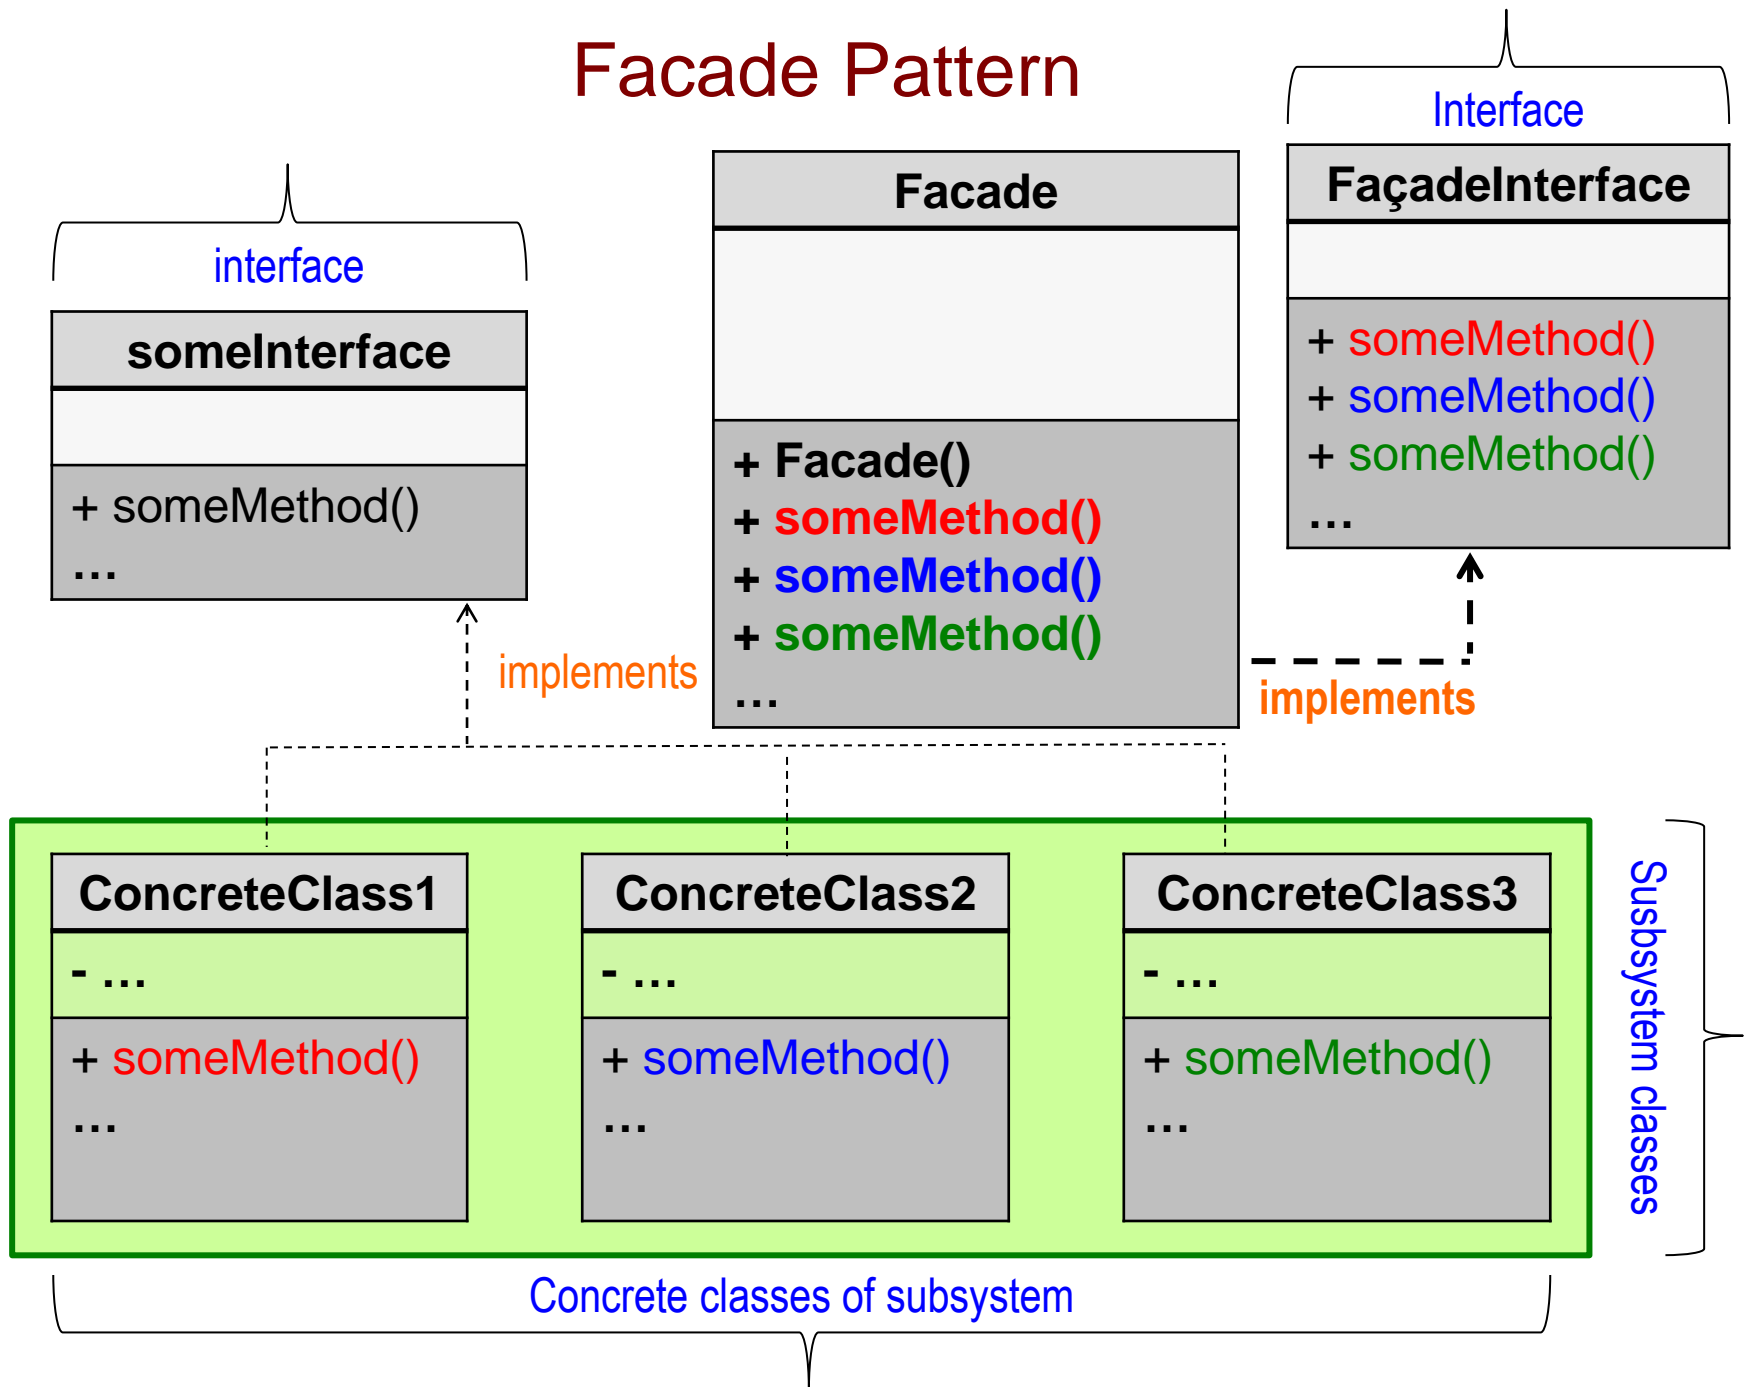 Facade Pattern
interface
someInterface
+ someMethod()
…
Facade
+ Facade()
+ someMethod()
+ someMethod()
+ someMethod()
…
Interface
FaçadeInterface
+ someMethod()
+ someMethod()
+ someMethod()
…
implements
implements
ConcreteClass1
- …
+ someMethod()
…
ConcreteClass2
- …
+ someMethod()
…
ConcreteClass3
- …
+ someMethod()
…
Susbsystem classes
Concrete classes of subsystem